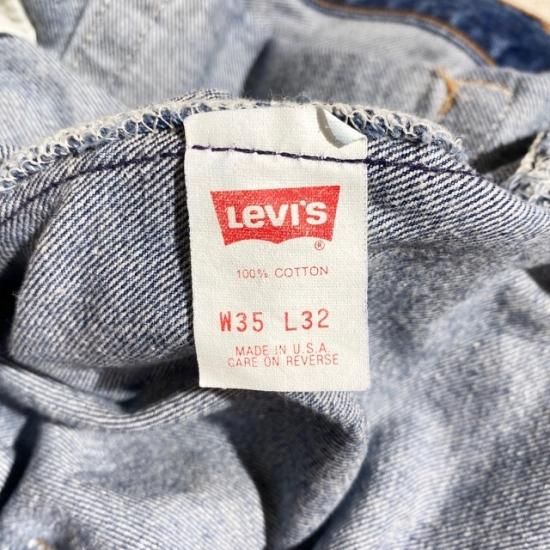 Levi's
®
100% COTTON
W35 L32
MADE IN U.S.A.
CARE ON REVERSE